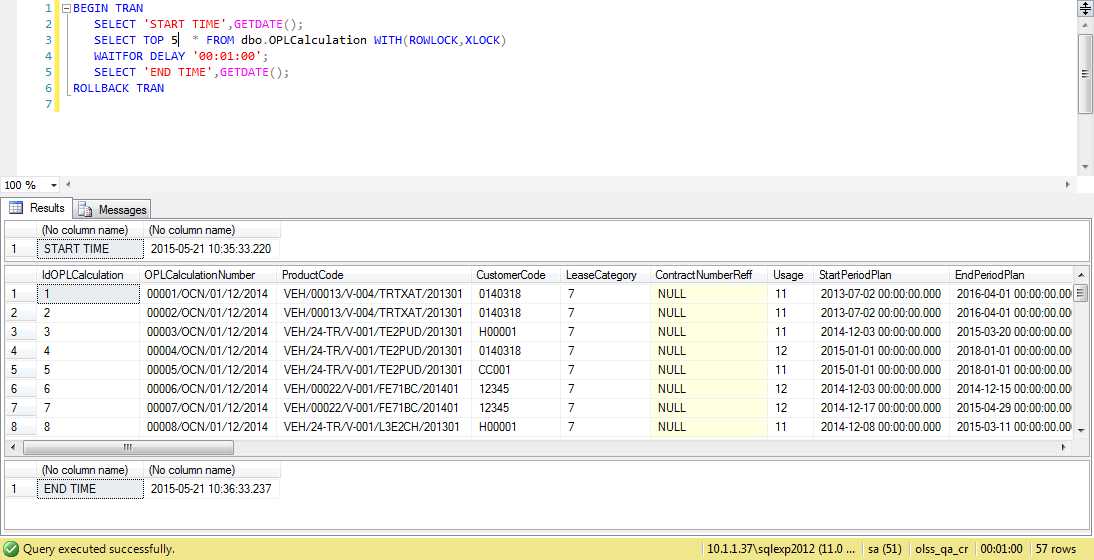 1 BEGIN TRAN
2 SELECT 'START TIME',GETDATE();
3 SELECT TOP 5 * FROM dbo.OPLCalculation WITH(ROWLOCK,XLOCK)
4 WAITFOR DELAY '00:01:00';
5 SELECT 'END TIME',GETDATE();
6 ROLLBACK TRAN
7
100 %
Results Messages
(No column name) (No column name)
1 START TIME 2015-05-21 10:35:33.220
IdOPLCalculation OPLCalculationNumber ProductCode CustomerCode LeaseCategory ContractNumberReff Usage StartPeriodPlan EndPeriodPlan
1 1 00001/OCN/01/12/2014 VEH/00013/V-004/TRTXAT/201301 0140318 7 NULL 11 2013-07-02 00:00:00.000 2016-04-01 00:00:00.00
2 2 00002/OCN/01/12/2014 VEH/00013/V-004/TRTXAT/201301 0140318 7 NULL 11 2013-07-02 00:00:00.000 2016-04-01 00:00:00.00
3 3 00003/OCN/01/12/2014 VEH/24-TR/V-001/TE2PUD/201301 H00001 7 NULL 11 2014-12-03 00:00:00.000 2015-03-20 00:00:00.00
4 4 00004/OCN/01/12/2014 VEH/24-TR/V-001/TE2PUD/201301 0140318 7 NULL 12 2015-01-01 00:00:00.000 2018-01-01 00:00:00.00
5 5 00005/OCN/01/12/2014 VEH/24-TR/V-001/TE2PUD/201301 CC001 7 NULL 11 2015-01-01 00:00:00.000 2018-01-01 00:00:00.00
6 6 00006/OCN/01/12/2014 VEH/00022/V-001/FE71BC/201401 12345 7 NULL 12 2014-12-03 00:00:00.000 2014-12-15 00:00:00.00
7 7 00007/OCN/01/12/2014 VEH/00022/V-001/FE71BC/201401 12345 7 NULL 12 2014-12-17 00:00:00.000 2015-04-29 00:00:00.00
8 8 00008/OCN/01/12/2014 VEH/24-TR/V-001/L3E2CH/201301 H00001 7 NULL 11 2014-12-08 00:00:00.000 2015-03-11 00:00:00.00
(No column name) (No column name)
1 END TIME 2015-05-21 10:36:33.237
Query executed successfully. 10.1.1.37\sqlexp2012 (11.0 ... sa (51) olss_qa_cr 00:01:00 57 rows